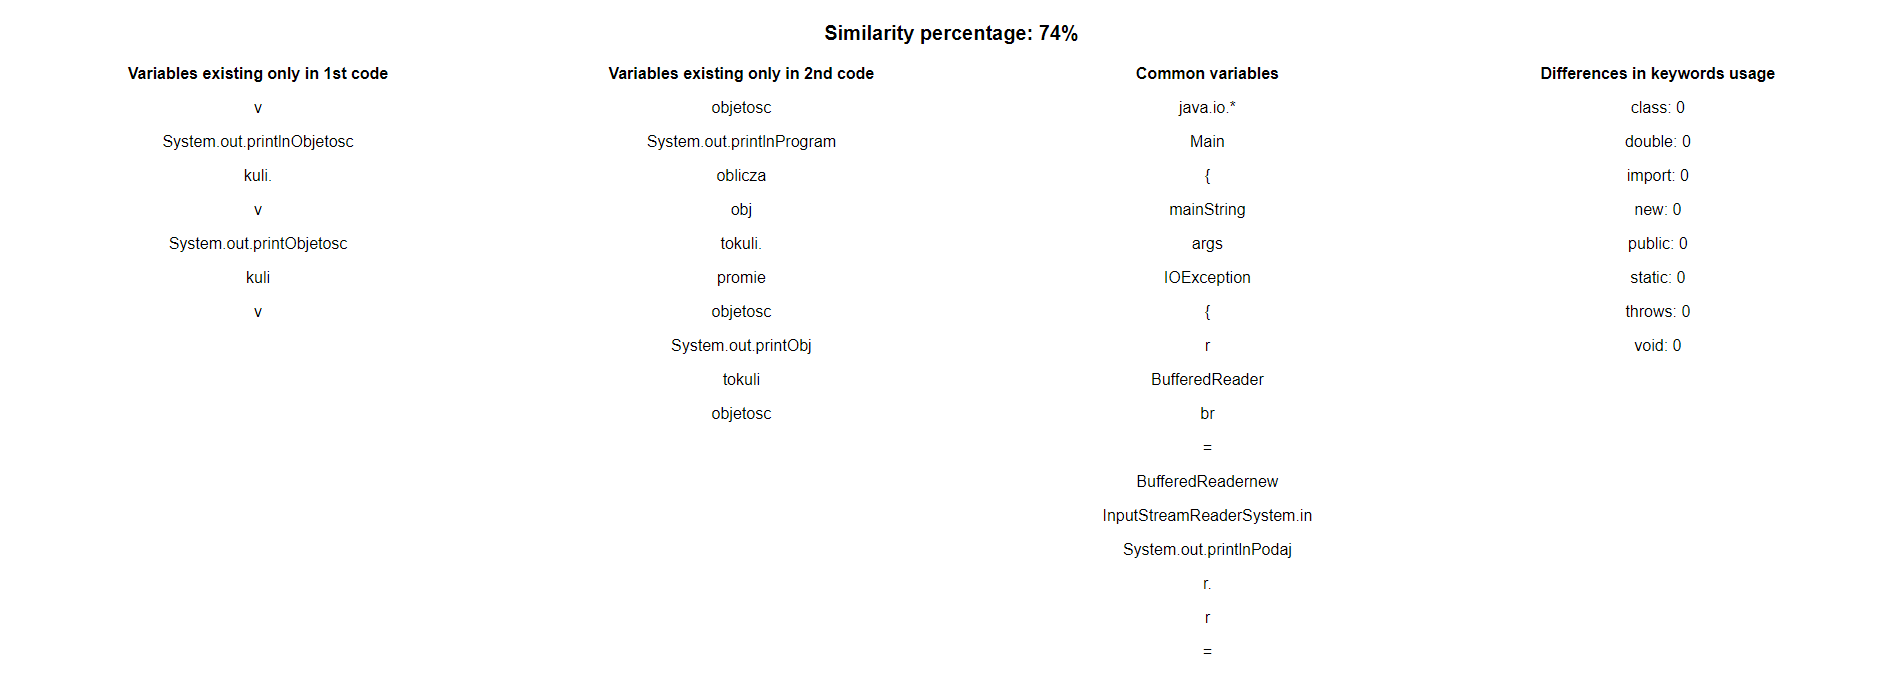 Similarity percentage: 74%
Variables existing only in 1st code Variables existing only in 2nd code Common variables Differences in keywords usage
v objetosc java.io.* class: 0
System.out.printlnObjetosc System.out.printlnProgram Main double: 0
kuli. oblicza { import: 0
v obj mainString new: 0
System.out.printObjetosc tokuli. args public: 0
kuli promie IOException static: 0
v objetosc { throws: 0
System.out.printObj r void: 0
tokuli BufferedReader
objetosc br
=
BufferedReadernew
InputStreamReaderSystem.in
System.out.printlnPodaj
r.
r
=